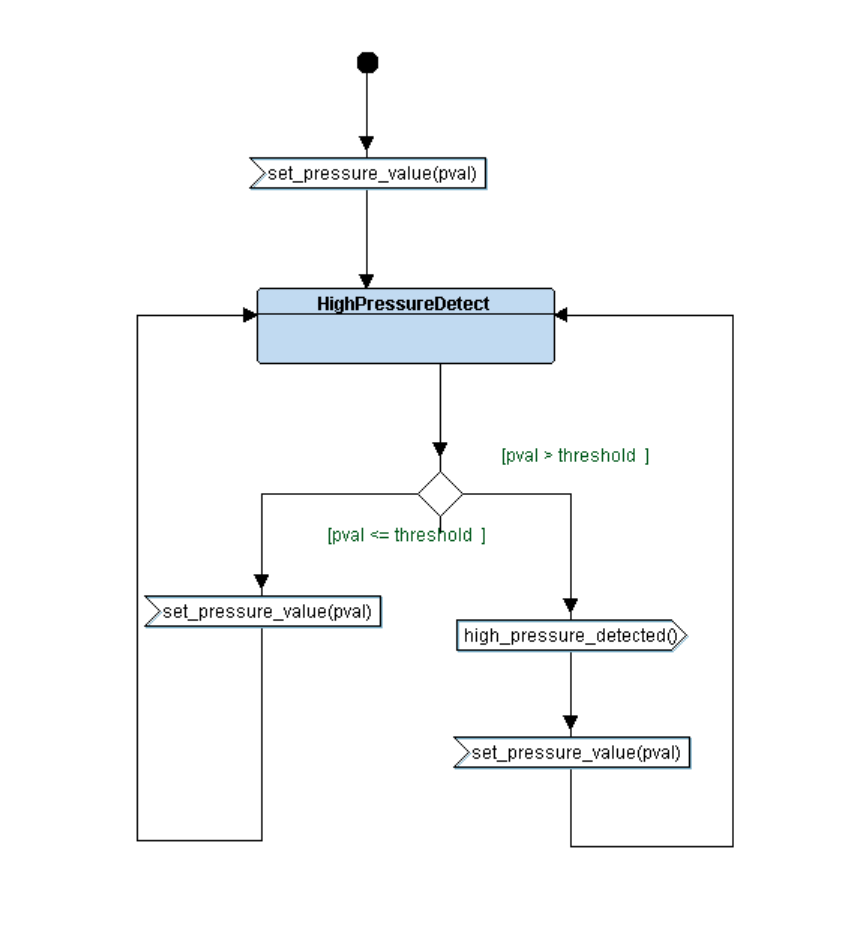 set_pressure_value(pval)
HighPressureDetect
[pval > threshold  ]
[pval <= threshold  ]
set_pressure_value(pval)
high_pressure_detected()
set_pressure_value(pval)